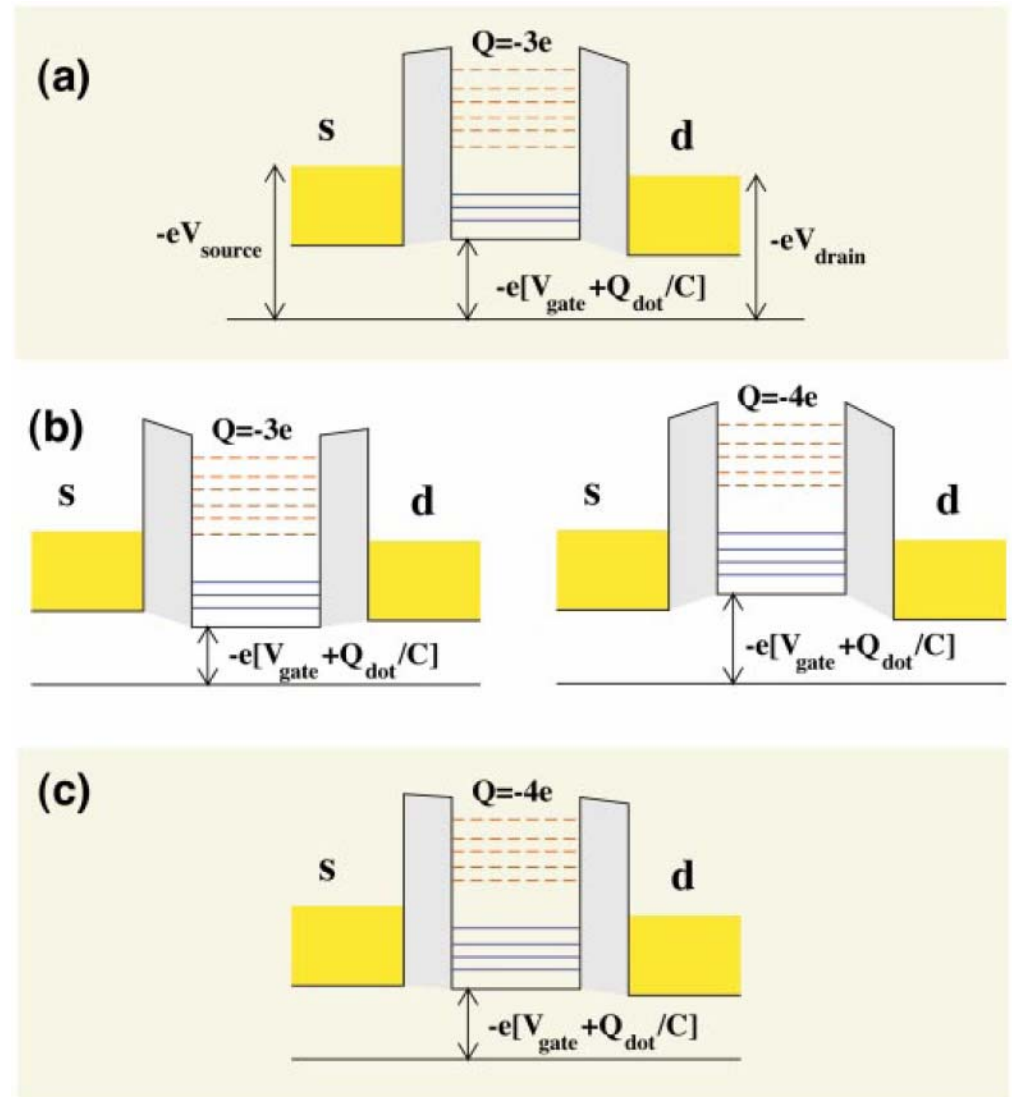 (a)
Q=-3e
s
d
-eV_source
-eV_drain
-e[V_gate+Q_dot/C]
(b)
Q=-3e
s
d
-e[V_gate+Q_dot/C]
Q=-4e
s
d
-e[V_gate+Q_dot/C]
(c)
Q=-4e
s
d
-e[V_gate+Q_dot/C]